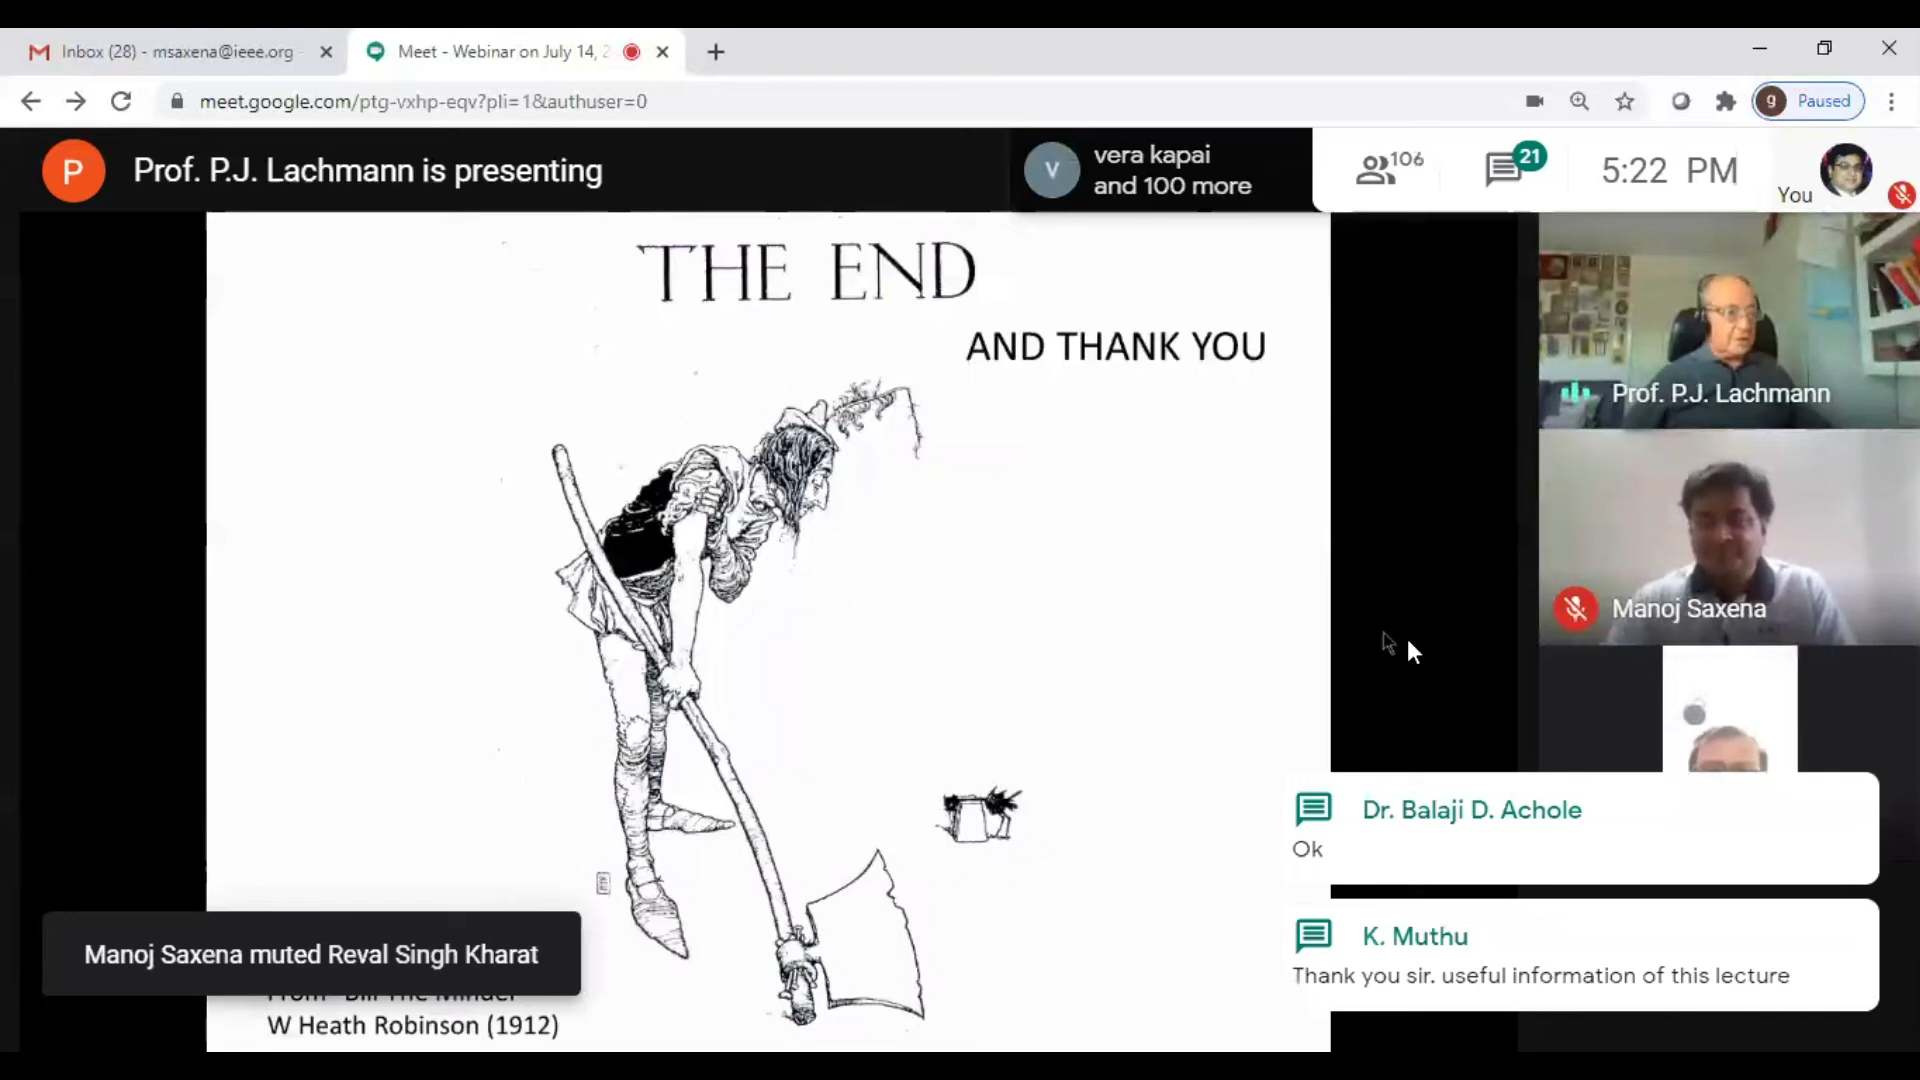 Inbox (28) - msaxena@ieee.org
Meet - Webinar on July 14, 2
meet.google.com/ptg-vxhp-eqv?pli=1&authuser=0
g Paused
P Prof. P.J. Lachmann is presenting
V vera kapai
and 100 more
106
21
5:22 PM
You
THE END
AND THANK YOU
Prof. P.J. Lachmann
Manoj Saxena
Dr. Balaji D. Achole
Ok
K. Muthu
Thank you sir. useful information of this lecture
Manoj Saxena muted Reval Singh Kharat
W Heath Robinson (1912)